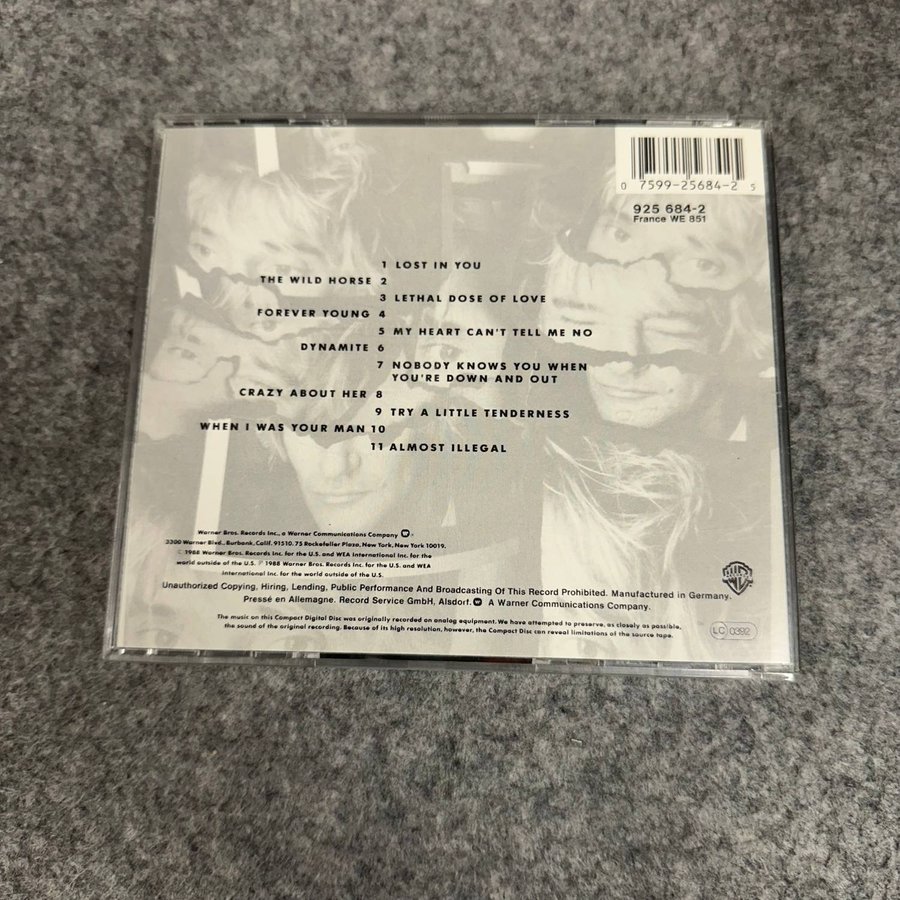 0 7599-25684-2 5
925 684-2
France WE 851
1 LOST IN YOU
THE WILD HORSE 2
3 LETHAL DOSE OF LOVE
FOREVER YOUNG 4
5 MY HEART CAN'T TELL ME NO
DYNAMITE 6
7 NOBODY KNOWS YOU WHEN
YOU'RE DOWN AND OUT
CRAZY ABOUT HER 8
9 TRY A LITTLE TENDERNESS
WHEN I WAS YOUR MAN 10
11 ALMOST ILLEGAL
Warner Bros. Records Inc., a Warner Communications Company
3300 Warner Blvd., Burbank, Calif. 91510. 75 Rockefeller Plaza, New York, New York 10019.
© 1988 Warner Bros. Records Inc. for the U.S. and WEA International Inc. for the
world outside of the U.S. ℗ 1988 Warner Bros. Records Inc. for the U.S. and WEA
International Inc. for the world outside of the U.S.
Unauthorized Copying, Hiring, Lending, Public Performance And Broadcasting Of This Record Prohibited. Manufactured in Germany.
Pressé en Allemagne. Record Service GmbH, Alsdorf. A Warner Communications Company.
The music on this Compact Digital Disc was originally recorded on analog equipment. We have attempted to preserve, as closely as possible,
the sound of the original recording. Because of its high resolution, however, the Compact Disc can reveal limitations of the source tape.
LC 0392